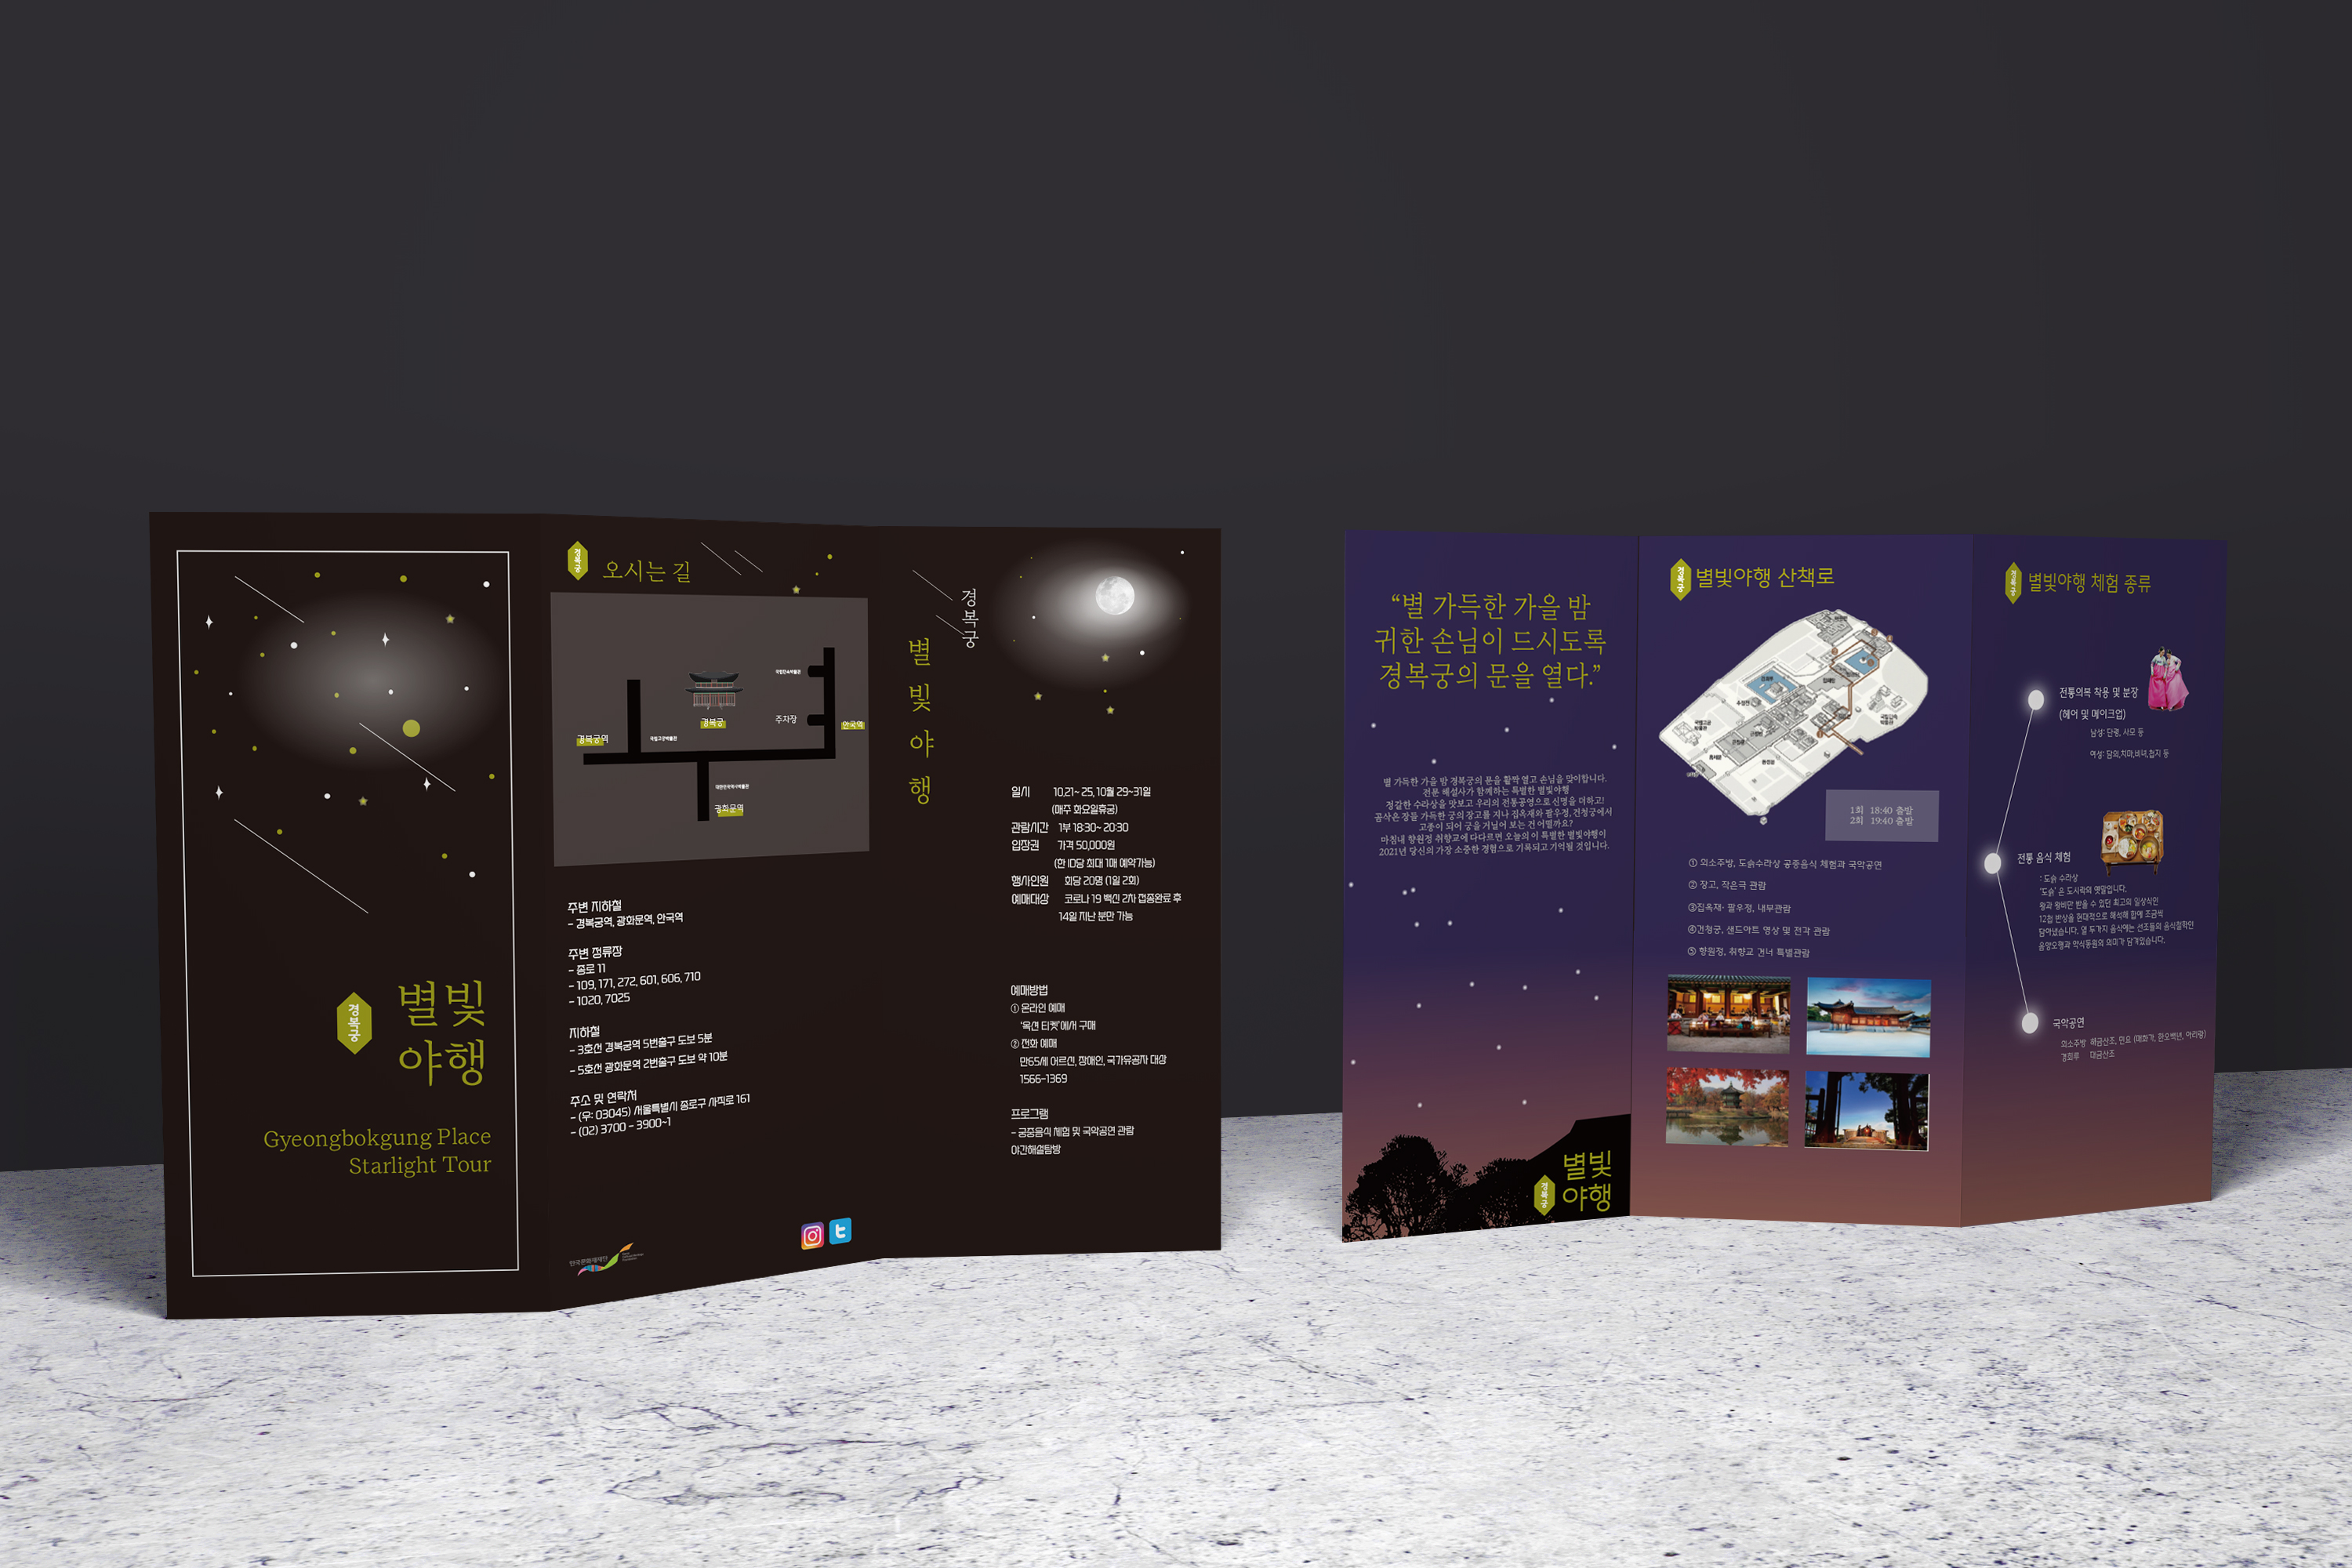 경복궁
별빛
야행
Gyeongbokgung Place
Starlight Tour
경복궁
오시는 길
국립민속박물관
경복궁
주차장
안국역
경복궁역
국립고궁박물관
대한민국역사박물관
광화문역
주변 지하철
- 경복궁역, 광화문역, 안국역
주변 정류장
- 종로 11
- 109, 171, 272, 601, 606, 710
- 1020, 7025
지하철
- 3호선 경복궁역 5번출구 도보 5분
- 5호선 광화문역 2번출구 도보 약 10분
주소 및 연락처
- (우: 03045) 서울특별시 종로구 사직로 161
- (02) 3700 - 3900~1
한국문화재재단
경복궁
별빛야행
일시 10.21~ 25, 10월 29~31일
(매주 화요일휴궁)
관람시간 1부 18:30~ 20:30
입장권 가격 50,000원
(한 ID당 최대 1매 예약가능)
행사인원 회당 20명 (1일 2회)
예매대상 코로나 19 백신 2차 접종완료 후
14일 지난 분만 가능
예매방법
① 온라인 예매
'옥션 티켓'에서 구매
② 전화 예매
만65세 어르신, 장애인, 국가유공자 대상
1566-1369
프로그램
- 궁중음식 체험 및 국악공연 관람
야간해설탐방
“별 가득한 가을 밤
귀한 손님이 드시도록
경복궁의 문을 열다.”
별 가득한 가을 밤 경복궁의 문을 활짝 열고 손님을 맞이합니다.
전문 해설사가 함께하는 특별한 별빛야행
정갈한 수라상을 맛보고 우리의 전통공영으로 신명을 더하고!
곰삭은 장들 가득한 궁의 장고를 지나 집옥재와 팔우정, 건청궁에서
고종이 되어 궁을 거닐어 보는 건 어떨까요?
마침내 향원정 취향교에 다다르면 오늘의 이 특별한 별빛야행이
2021년 당신의 가장 소중한 경험으로 기록되고 기억될 것입니다.
경복궁
별빛
야행
경복궁
별빛야행 산책로
1회 18:40 출발
2회 19:40 출발
① 외소주방, 도슭수라상 궁중음식 체험과 국악공연
② 장고, 작은극 관람
③집옥재· 팔우정, 내부관람
④건청궁, 샌드아트 영상 및 전각 관람
⑤ 향원정, 취향교 건너 특별관람
경복궁
별빛야행 체험 종류
전통의복 착용 및 분장
(헤어 및 메이크업)
남성: 단령, 사모 등
여성: 당의,치마,비녀,첩지 등
전통 음식 체험
: 도슭 수라상
'도슭' 은 도시락의 옛말입니다.
왕과 왕비만 받을 수 있던 최고의 일상식인
12첩 반상을 현대적으로 해석해 합에 조금씩
담아냈습니다. 열 두가지 음식에는 선조들의 음식철학인
음양오행과 약식동원의 의미가 담겨있습니다.
국악공연
외소주방 해금산조, 민요 (매화가, 한오백년, 아리랑)
경회루 대금산조